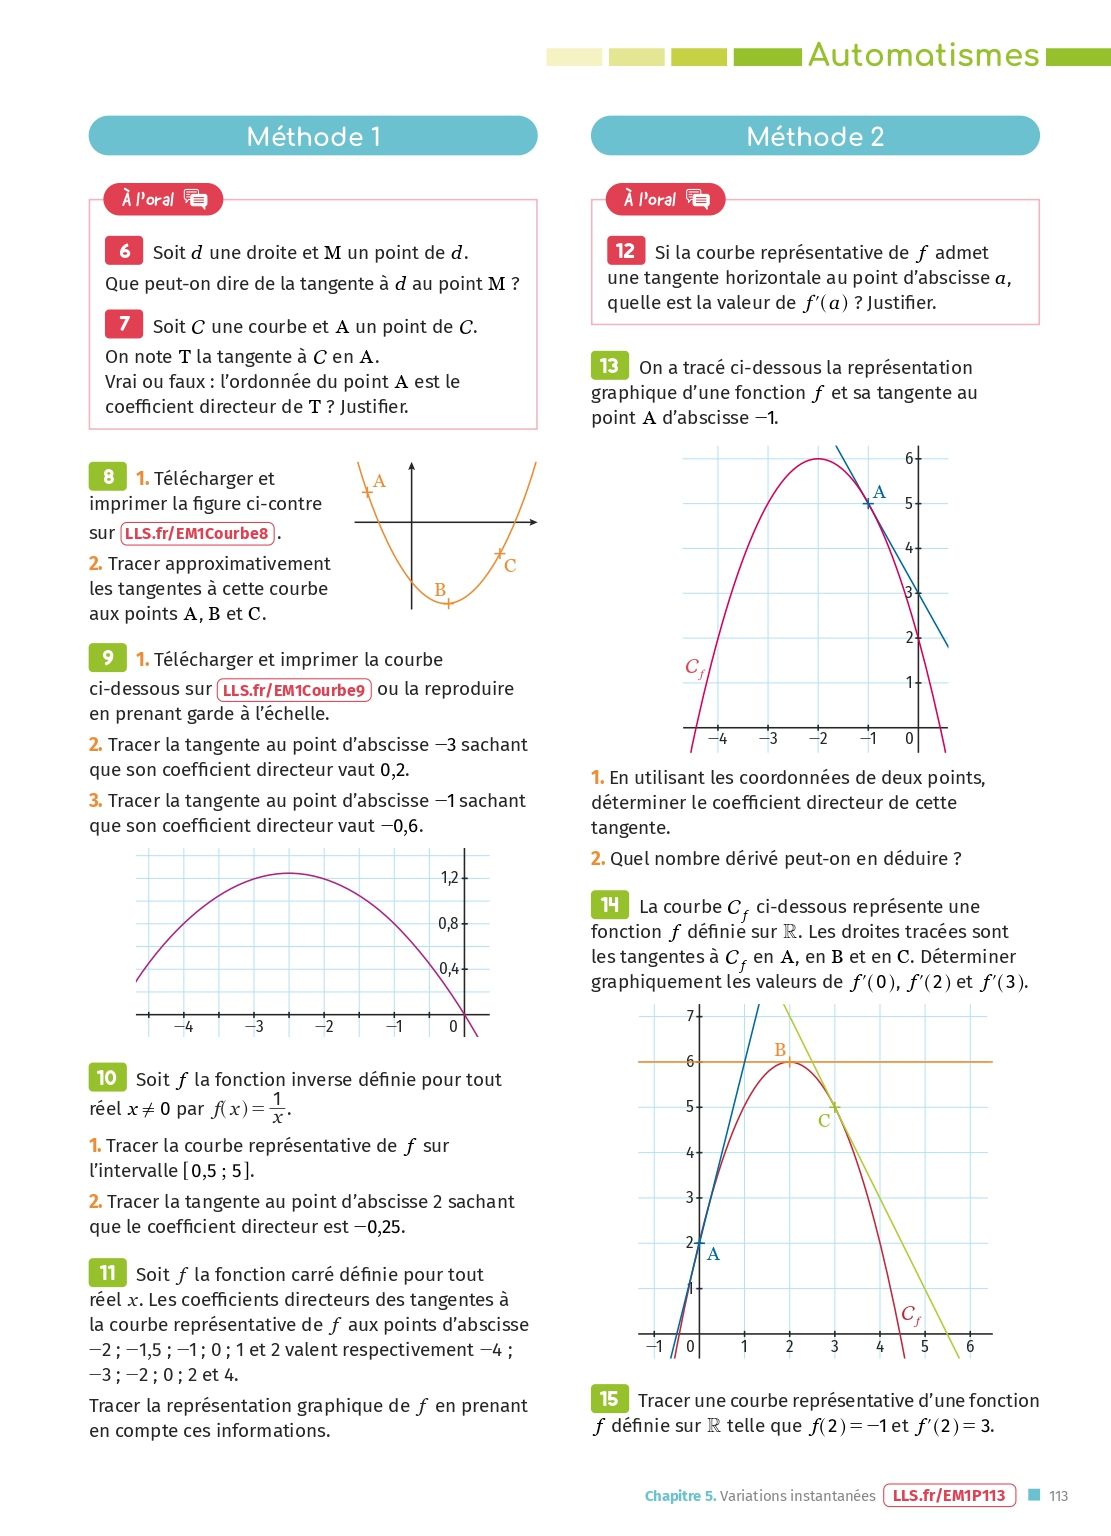 Automatismes
Méthode 1
À l'oral
6 Soit d une droite et M un point de d.
Que peut-on dire de la tangente à d au point M ?
7 Soit C une courbe et A un point de C.
On note T la tangente à C en A.
Vrai ou faux : l'ordonnée du point A est le
coefficient directeur de T ? Justifier.
8 1. Télécharger et
imprimer la figure ci-contre
sur LLS.fr/EM1Courbe8 .
2. Tracer approximativement
les tangentes à cette courbe
aux points A, B et C.
A
B
C
9 1. Télécharger et imprimer la courbe
ci-dessous sur LLS.fr/EM1Courbe9 ou la reproduire
en prenant garde à l'échelle.
2. Tracer la tangente au point d'abscisse −3 sachant
que son coefficient directeur vaut 0,2.
3. Tracer la tangente au point d'abscisse −1 sachant
que son coefficient directeur vaut −0,6.
1,2
0,8
0,4
−4 −3 −2 −1 0
10 Soit f la fonction inverse définie pour tout
réel x ≠ 0 par f(x) = 1/x.
1. Tracer la courbe représentative de f sur
l'intervalle [0,5 ; 5].
2. Tracer la tangente au point d'abscisse 2 sachant
que le coefficient directeur est −0,25.
11 Soit f la fonction carré définie pour tout
réel x. Les coefficients directeurs des tangentes à
la courbe représentative de f aux points d'abscisse
−2 ; −1,5 ; −1 ; 0 ; 1 et 2 valent respectivement −4 ;
−3 ; −2 ; 0 ; 2 et 4.
Tracer la représentation graphique de f en prenant
en compte ces informations.
Méthode 2
À l'oral
12 Si la courbe représentative de f admet
une tangente horizontale au point d'abscisse a,
quelle est la valeur de f′(a) ? Justifier.
13 On a tracé ci-dessous la représentation
graphique d'une fonction f et sa tangente au
point A d'abscisse −1.
6
A
5
4
3
2
C_f
1
−4 −3 −2 −1 0
1. En utilisant les coordonnées de deux points,
déterminer le coefficient directeur de cette
tangente.
2. Quel nombre dérivé peut-on en déduire ?
14 La courbe C_f ci-dessous représente une
fonction f définie sur ℝ. Les droites tracées sont
les tangentes à C_f en A, en B et en C. Déterminer
graphiquement les valeurs de f′(0), f′(2) et f′(3).
7
B
6
5
C
4
3
2
A
1
C_f
−1 0 1 2 3 4 5 6
15 Tracer une courbe représentative d'une fonction
f définie sur ℝ telle que f(2) = −1 et f′(2) = 3.
Chapitre 5. Variations instantanées LLS.fr/EM1P113 113